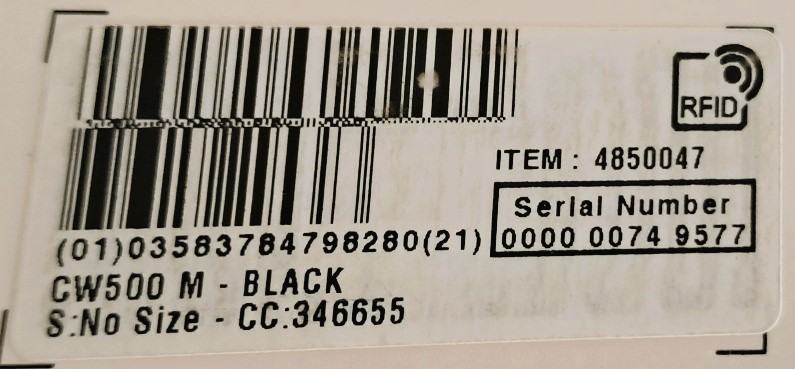 RFID
ITEM : 4850047
Serial Number
0000 0074 9577
(01)03583784798280(21)
CW500 M - BLACK
S:No Size - CC:346655